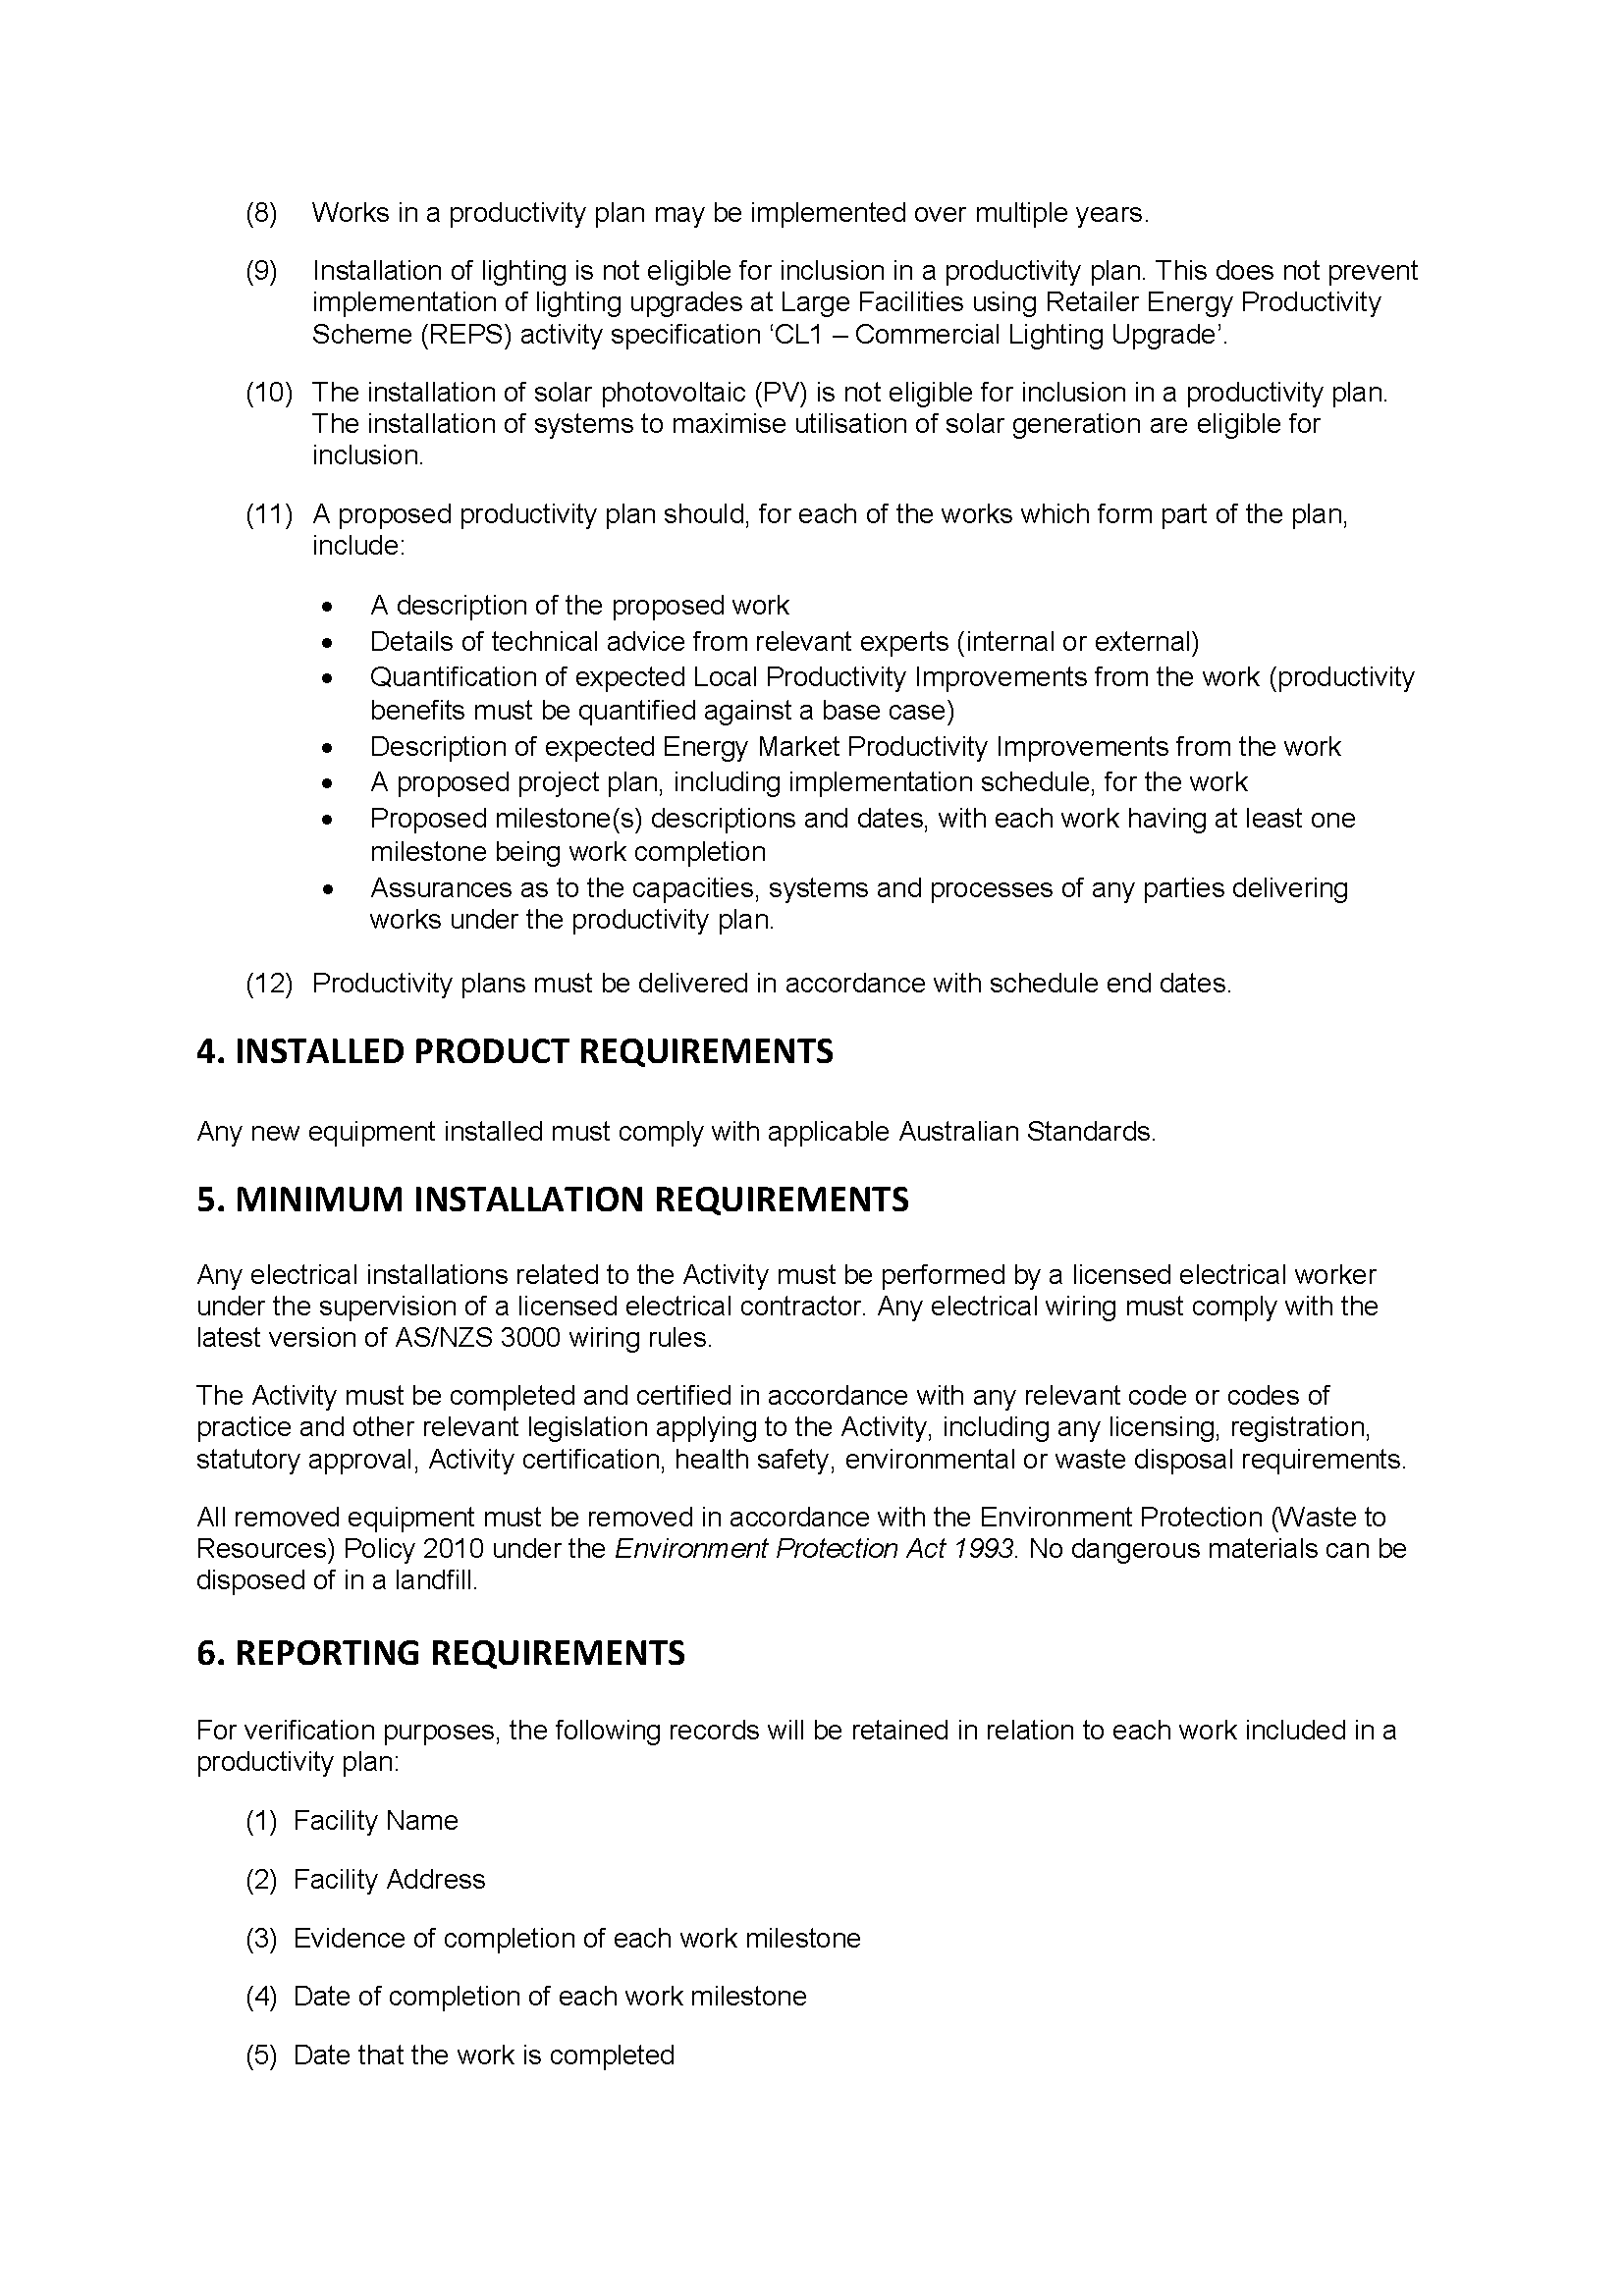 (8) Works in a productivity plan may be implemented over multiple years.
(9) Installation of lighting is not eligible for inclusion in a productivity plan. This does not prevent
implementation of lighting upgrades at Large Facilities using Retailer Energy Productivity
Scheme (REPS) activity specification ‘CL1 – Commercial Lighting Upgrade’.
(10) The installation of solar photovoltaic (PV) is not eligible for inclusion in a productivity plan.
The installation of systems to maximise utilisation of solar generation are eligible for
inclusion.
(11) A proposed productivity plan should, for each of the works which form part of the plan,
include:
• A description of the proposed work
• Details of technical advice from relevant experts (internal or external)
• Quantification of expected Local Productivity Improvements from the work (productivity
benefits must be quantified against a base case)
• Description of expected Energy Market Productivity Improvements from the work
• A proposed project plan, including implementation schedule, for the work
• Proposed milestone(s) descriptions and dates, with each work having at least one
milestone being work completion
• Assurances as to the capacities, systems and processes of any parties delivering
works under the productivity plan.
(12) Productivity plans must be delivered in accordance with schedule end dates.
4. INSTALLED PRODUCT REQUIREMENTS
Any new equipment installed must comply with applicable Australian Standards.
5. MINIMUM INSTALLATION REQUIREMENTS
Any electrical installations related to the Activity must be performed by a licensed electrical worker
under the supervision of a licensed electrical contractor. Any electrical wiring must comply with the
latest version of AS/NZS 3000 wiring rules.
The Activity must be completed and certified in accordance with any relevant code or codes of
practice and other relevant legislation applying to the Activity, including any licensing, registration,
statutory approval, Activity certification, health safety, environmental or waste disposal requirements.
All removed equipment must be removed in accordance with the Environment Protection (Waste to
Resources) Policy 2010 under the Environment Protection Act 1993. No dangerous materials can be
disposed of in a landfill.
6. REPORTING REQUIREMENTS
For verification purposes, the following records will be retained in relation to each work included in a
productivity plan:
(1) Facility Name
(2) Facility Address
(3) Evidence of completion of each work milestone
(4) Date of completion of each work milestone
(5) Date that the work is completed